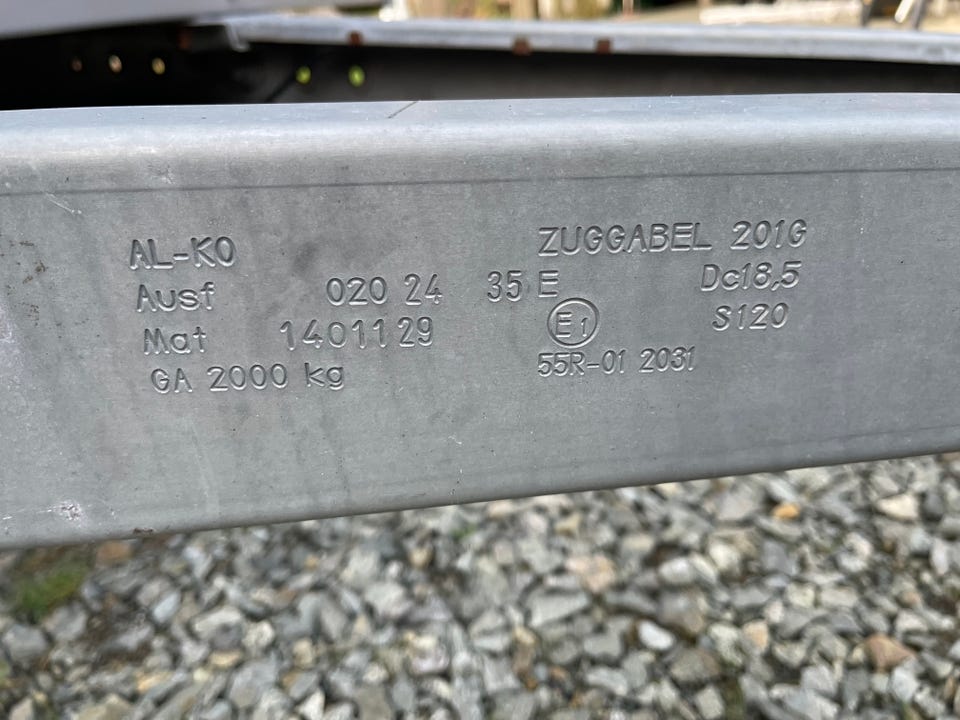 AL-KO
Ausf 020 24 35 E
Mat 1401129
GA 2000 kg
ZUGGABEL 201G
Dc18,5
E1 S120
55R-01 2031